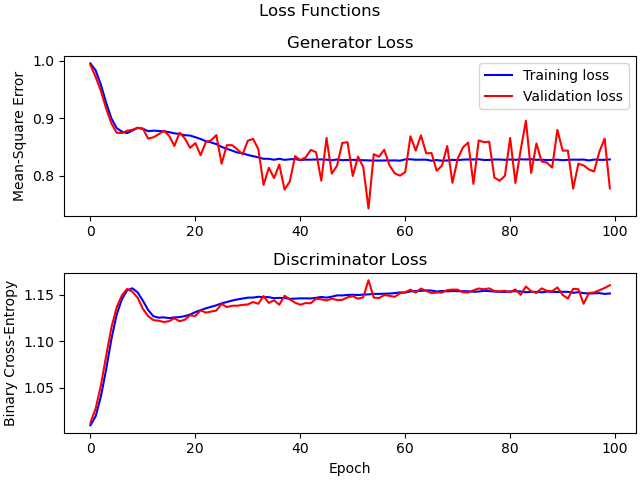 Loss Functions
Generator Loss
Mean-Square Error
1.0
0.9
0.8
Training loss
Validation loss
0 20 40 60 80 100
Discriminator Loss
Binary Cross-Entropy
1.15
1.10
1.05
0 20 40 60 80 100
Epoch